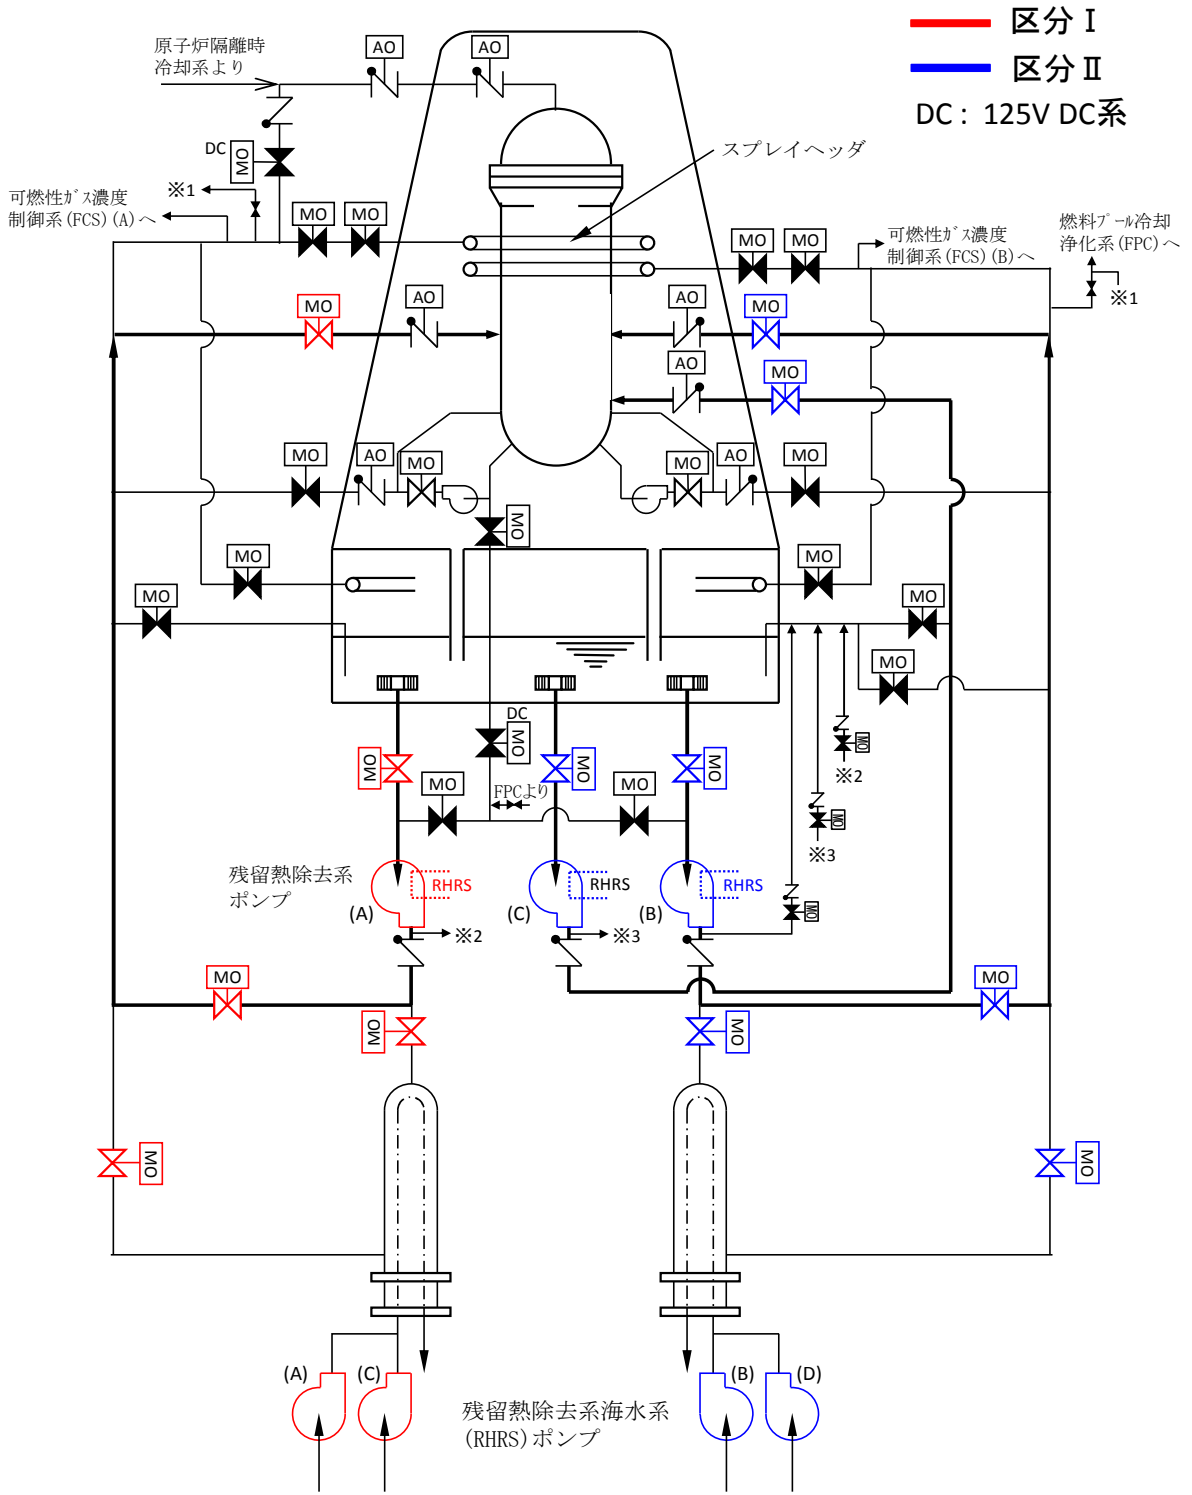 区分Ⅰ
区分Ⅱ
DC： 125V DC系
原子炉隔離時
冷却系より
AO
AO
スプレイヘッダ
DC
MO
※1
可燃性ｶﾞｽ濃度
制御系(FCS)(A)へ
MO
MO
MO
MO
可燃性ｶﾞｽ濃度
制御系(FCS)(B)へ
燃料ﾌﾟｰﾙ冷却
浄化系(FPC)へ
※1
MO
AO
AO
MO
AO
MO
MO
AO
MO
MO
AO
MO
MO
MO
MO
MO
MO
MO
MO
DC
MO
MO
MO
MO
MO
※2
MO
※3
MO
FPCより
MO
MO
残留熱除去系
ポンプ
RHRS
RHRS
RHRS
(A)
(C)
(B)
※2
※3
MO
MO
MO
MO
MO
MO
MO
(A)
(C)
(B)
(D)
残留熱除去系海水系
(RHRS)ポンプ